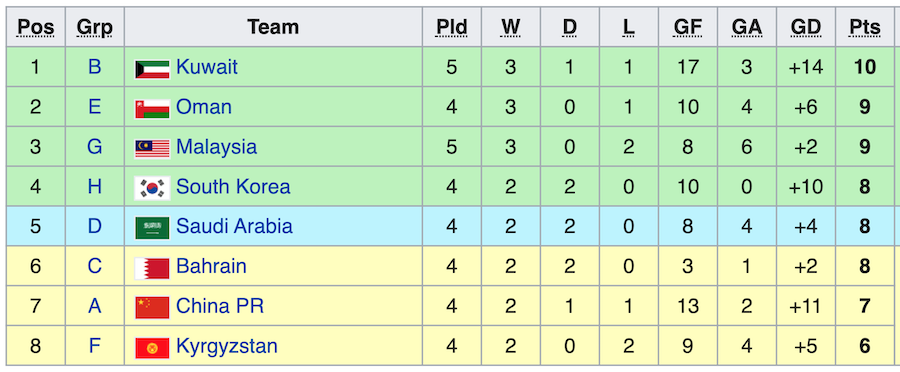 Pos Grp Team Pld W D L GF GA GD Pts
1 B Kuwait 5 3 1 1 17 3 +14 10
2 E Oman 4 3 0 1 10 4 +6 9
3 G Malaysia 5 3 0 2 8 6 +2 9
4 H South Korea 4 2 2 0 10 0 +10 8
5 D Saudi Arabia 4 2 2 0 8 4 +4 8
6 C Bahrain 4 2 2 0 3 1 +2 8
7 A China PR 4 2 1 1 13 2 +11 7
8 F Kyrgyzstan 4 2 0 2 9 4 +5 6